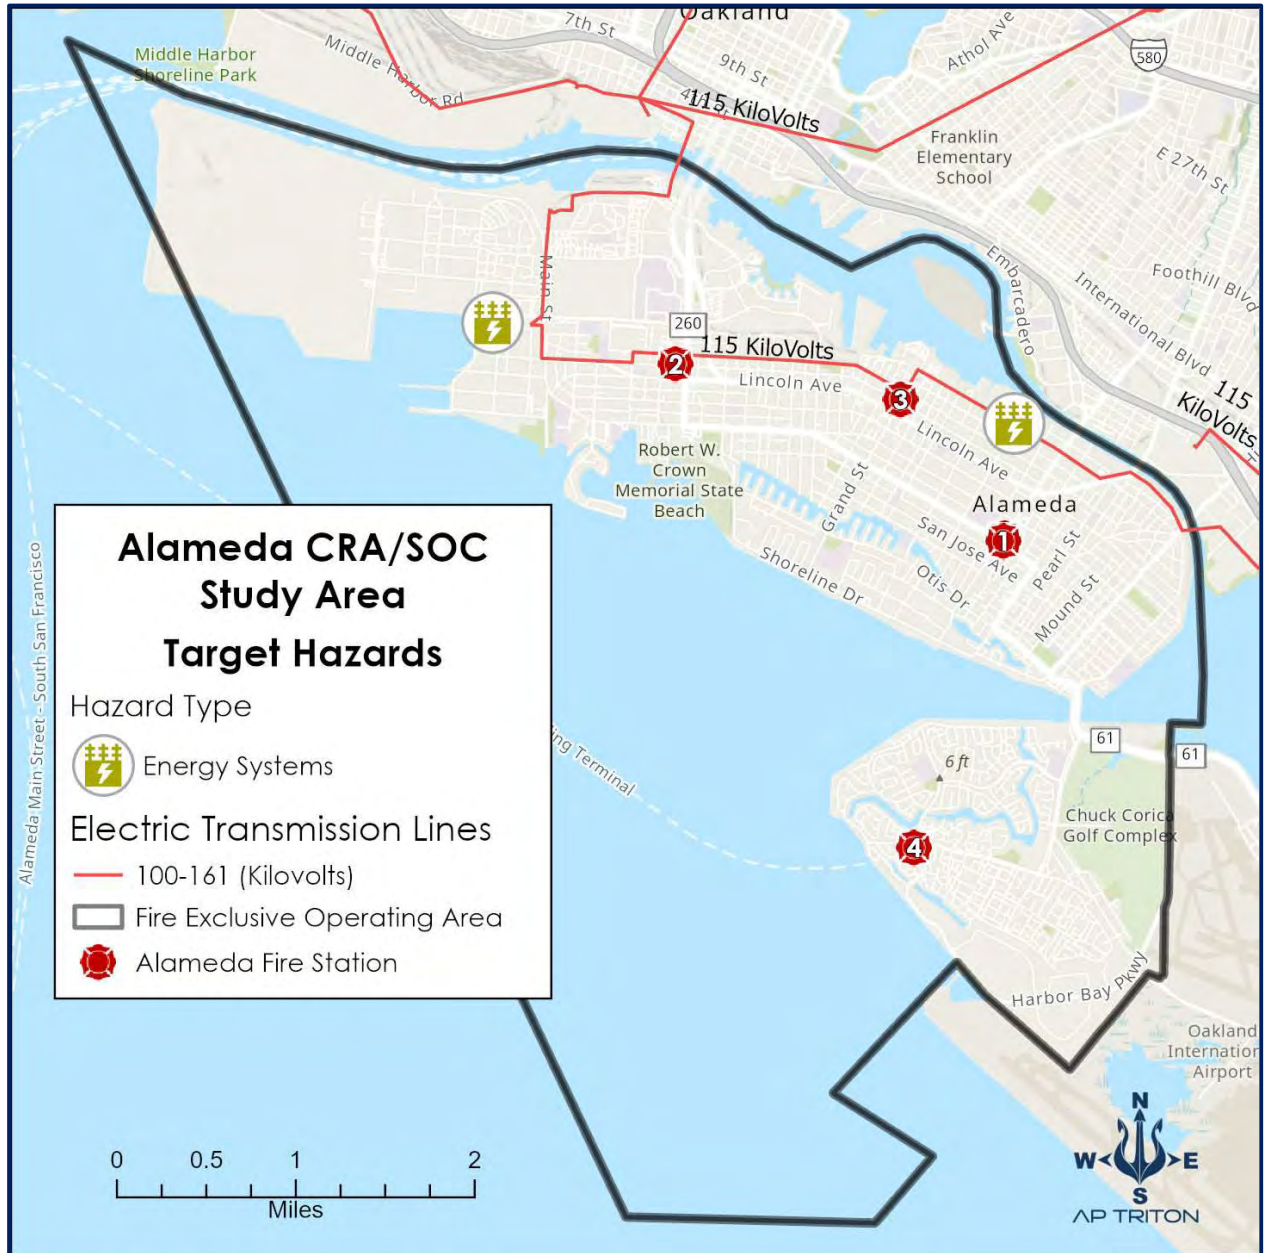 Oakland
7th St
Middle Harbor
Shoreline Park
Middle Harbor Rd
9th St
Athol Ave
580
115 KiloVolts
Franklin
Elementary
School
E 27th St
Embarcadero
International Blvd
Foothill Blvd
Main St
260
115 KiloVolts
2
Lincoln Ave
3
Lincoln Ave
115
KiloVolts
Robert W.
Crown
Memorial State
Beach
Grand St
Alameda
1
San Jose Ave
Pearl St
Otis Dr
Mound St
Shoreline Dr
Alameda Main Street - South San Francisco
Alameda CRA/SOC
Study Area
Target Hazards
Hazard Type
Energy Systems
Electric Transmission Lines
100-161 (Kilovolts)
Fire Exclusive Operating Area
Alameda Fire Station
Terminal
61
61
6 ft
Chuck Corica
Golf Complex
4
Harbor Bay Pkwy
Oakland
Internation
Airport
0 0.5 1 2
Miles
N
W E
S
AP TRITON